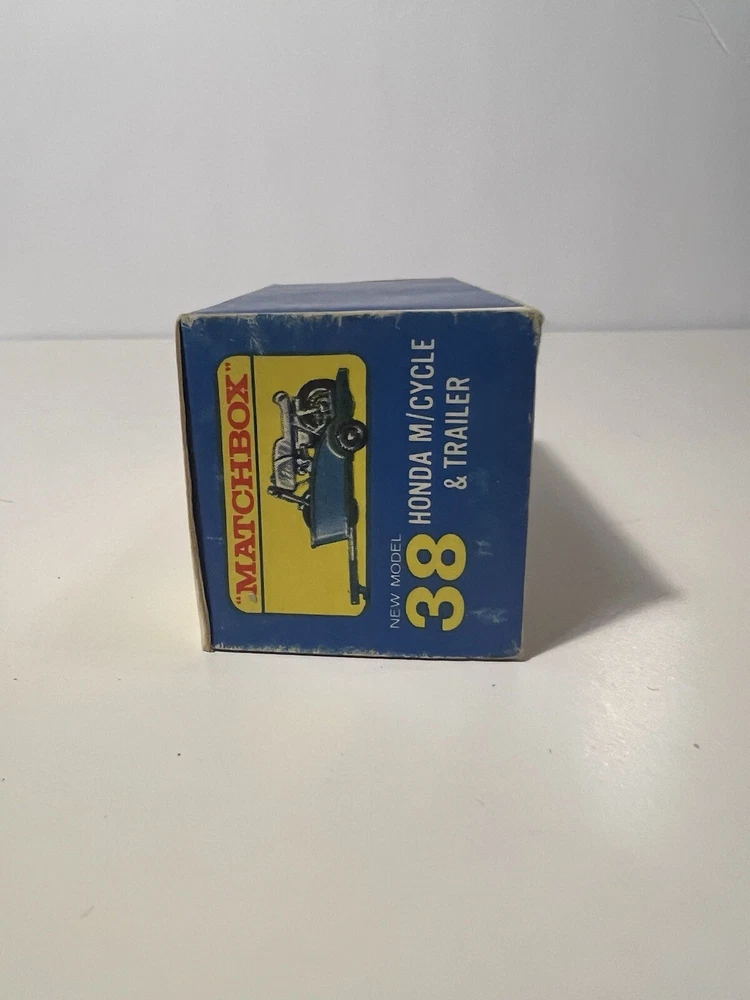 "MATCHBOX"
NEW MODEL
38 HONDA M/CYCLE
& TRAILER